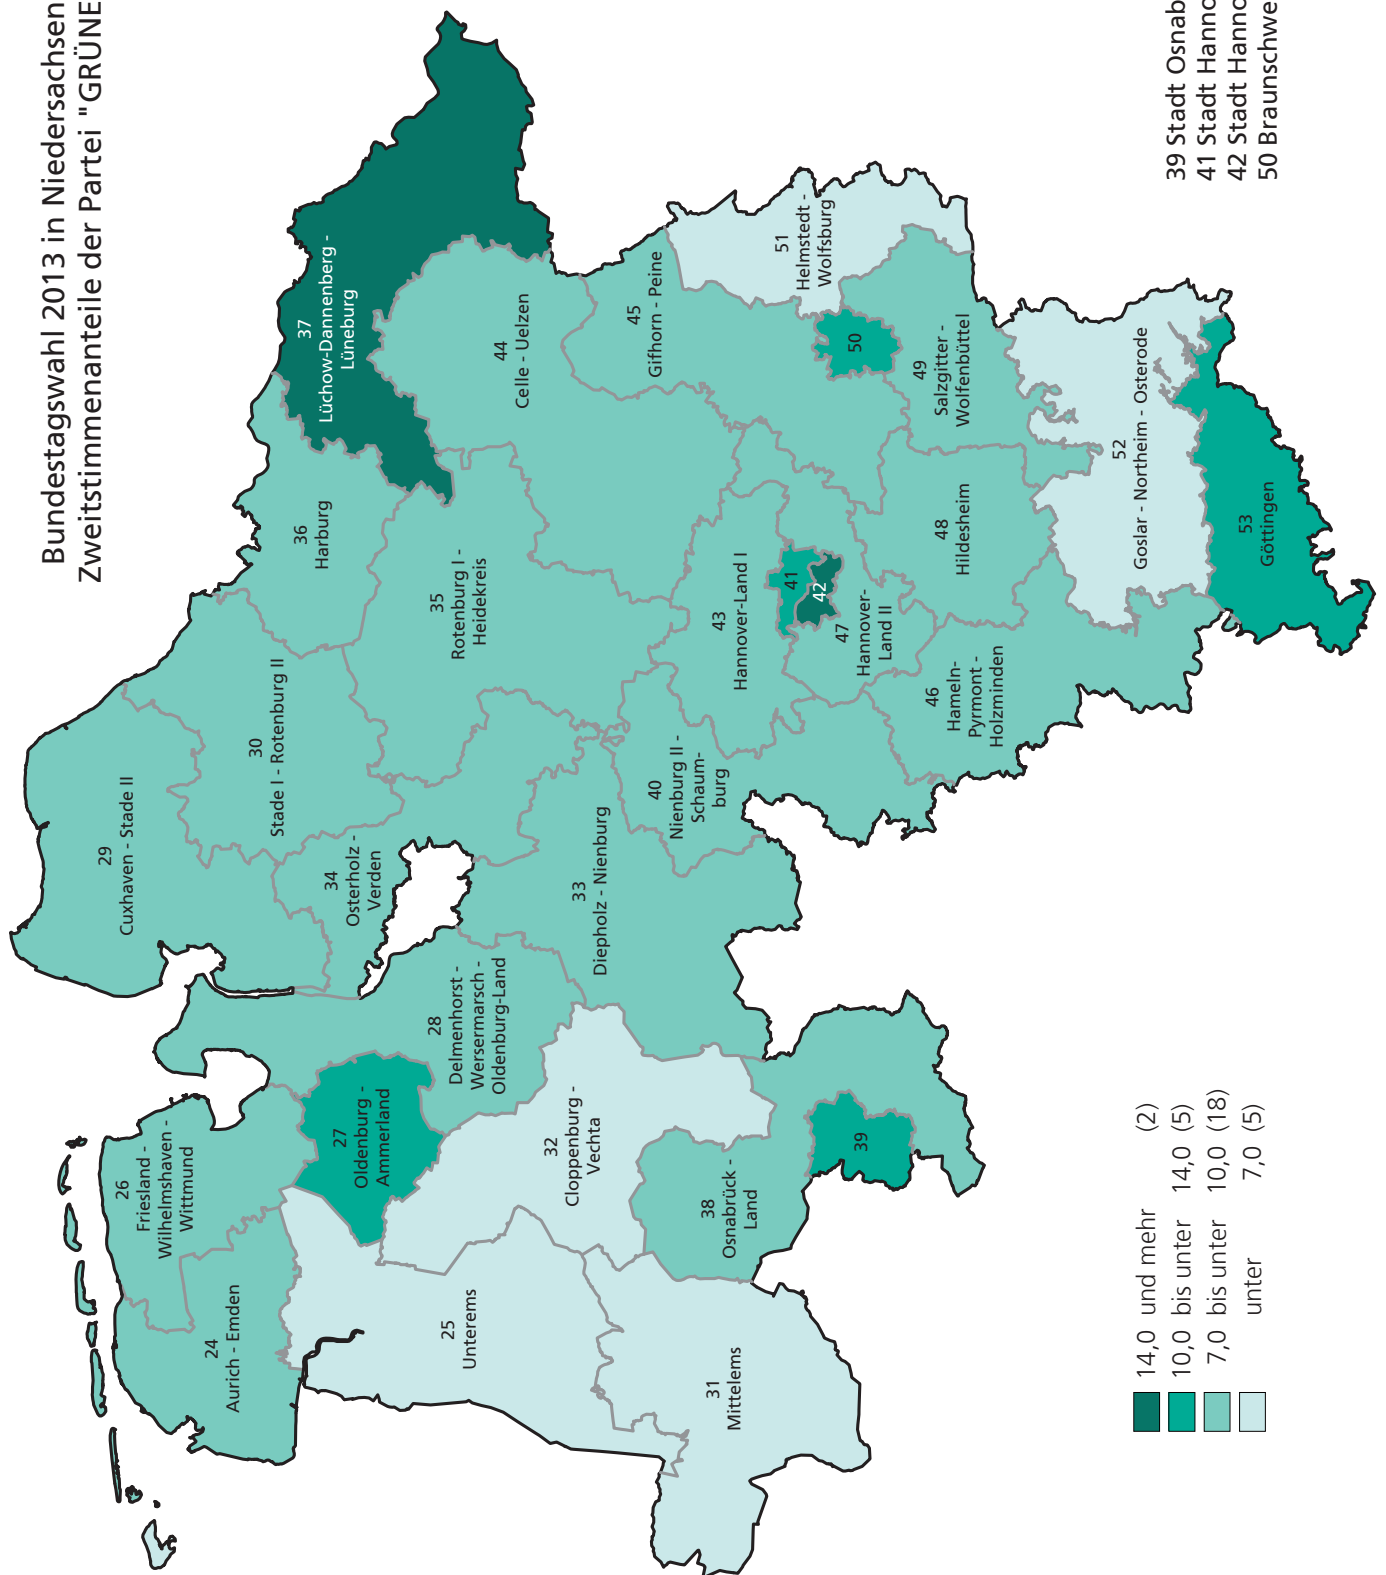 Bundestagswahl 2013 in Niedersachsen
Zweitstimmenanteile der Partei "GRÜNE
24
Aurich - Emden
26
Friesland -
Wilhelmshaven -
Wittmund
29
Cuxhaven - Stade II
30
Stade I - Rotenburg II
36
Harburg
37
Lüchow-Dannenberg -
Lüneburg
27
Oldenburg -
Ammerland
34
Osterholz -
Verden
28
Delmenhorst -
Wersermarsch -
Oldenburg-Land
35
Rotenburg I -
Heidekreis
44
Celle - Uelzen
25
Unterems
32
Cloppenburg -
Vechta
33
Diepholz - Nienburg
45
Gifhorn - Peine
31
Mittelems
38
Osnabrück -
Land
40
Nienburg II -
Schaum-
burg
43
Hannover-Land I
41
42
47
Hannover-
Land II
51
Helmstedt -
Wolfsburg
39
50
46
Hameln-
Pyrmont -
Holzminden
48
Hildesheim
49
Salzgitter -
Wolfenbüttel
52
Goslar - Northeim - Osterode
53
Göttingen
14,0 und mehr (2)
10,0 bis unter 14,0 (5)
7,0 bis unter 10,0 (18)
unter 7,0 (5)
39 Stadt Osnab
41 Stadt Hanno
42 Stadt Hanno
50 Braunschwe